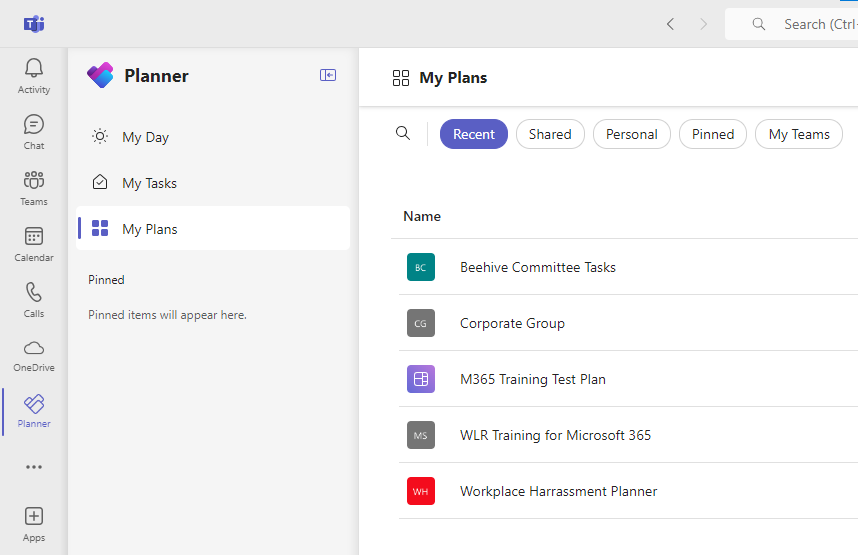 Search (Ctrl
Activity
Chat
Teams
Calendar
Calls
OneDrive
Planner
Apps
Planner
My Day
My Tasks
My Plans
Pinned
Pinned items will appear here.
My Plans
Recent Shared Personal Pinned My Teams
Name
BC Beehive Committee Tasks
CG Corporate Group
M365 Training Test Plan
MS WLR Training for Microsoft 365
WH Workplace Harrassment Planner